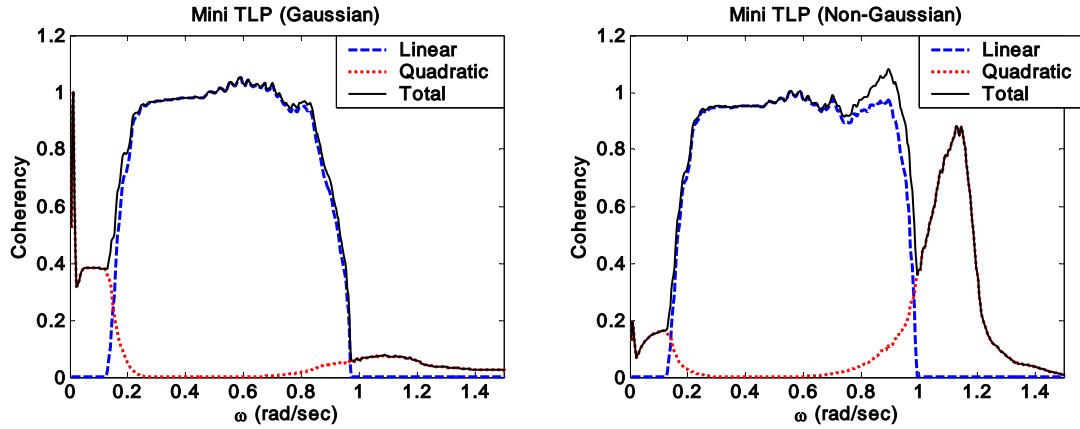 Mini TLP (Gaussian)
1.2
1
0.8
0.6
0.4
0.2
0
Coherency
Linear
Quadratic
Total
0 0.2 0.4 0.6 0.8 1 1.2 1.4
ω (rad/sec)
Mini TLP (Non-Gaussian)
1.2
1
0.8
0.6
0.4
0.2
0
Coherency
Linear
Quadratic
Total
0 0.2 0.4 0.6 0.8 1 1.2 1.4
ω (rad/sec)